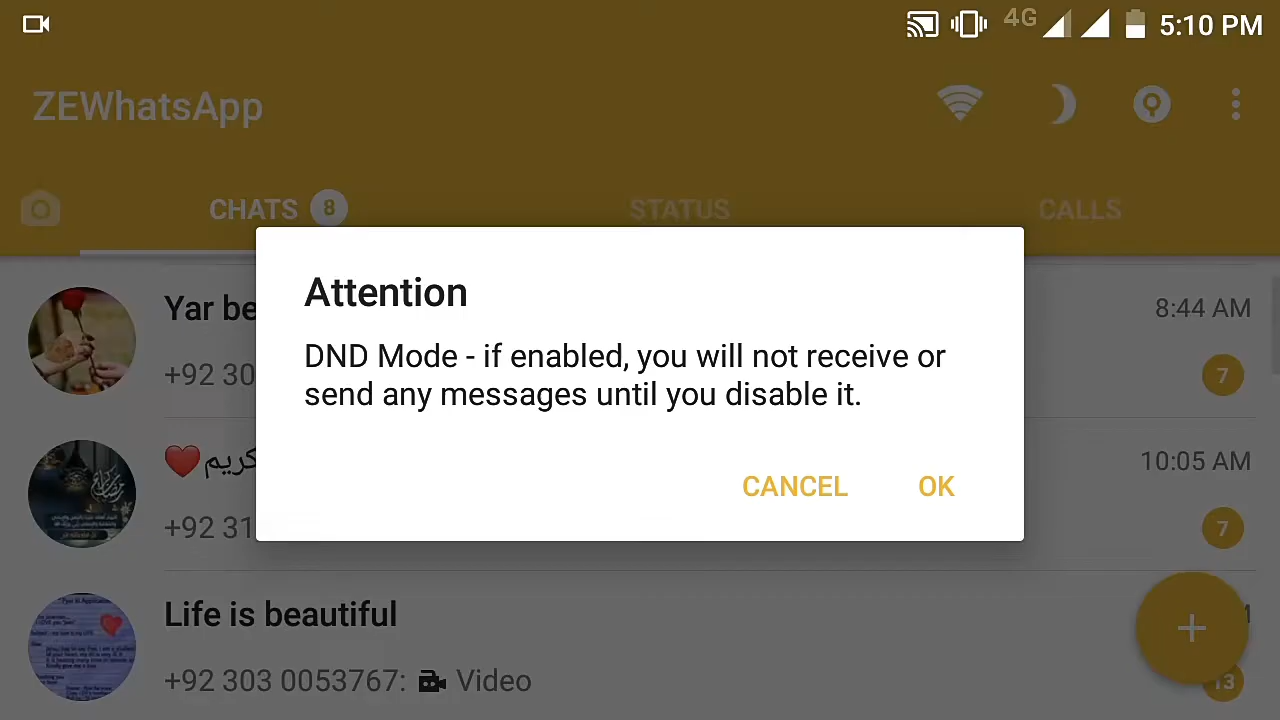 4G 5:10 PM
ZEWhatsApp
CHATS 8 STATUS CALLS
Attention
DND Mode - if enabled, you will not receive or
send any messages until you disable it.
CANCEL OK
Yar be
8:44 AM
+92 30
7
❤️كريم
10:05 AM
+92 31
7
Life is beautiful
+92 303 0053767: Video
13